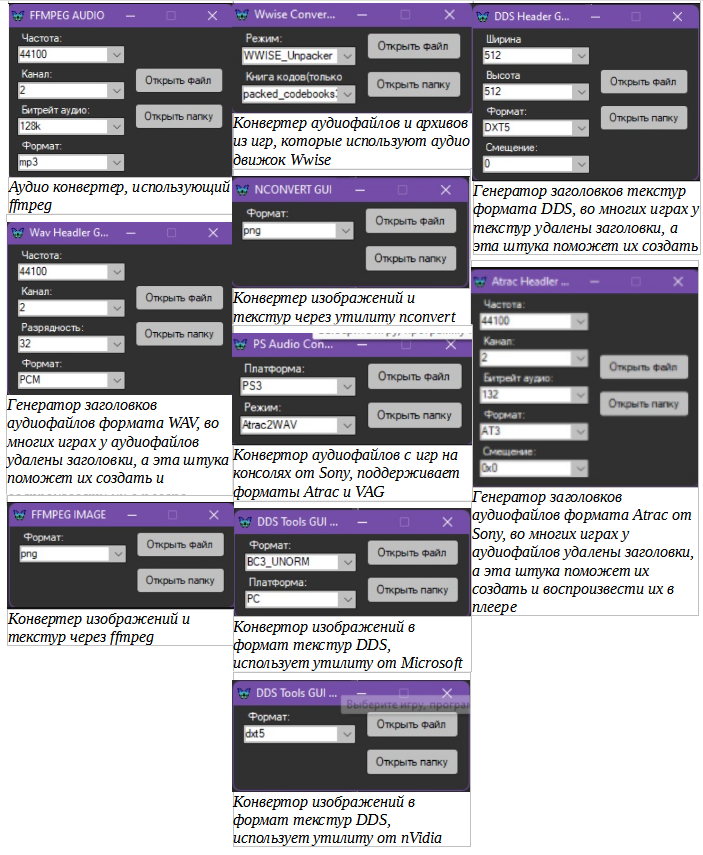 FFMPEG AUDIO
Частота:
44100
Канал:
2
Битрейт аудио:
128k
Формат:
mp3
Открыть файл
Открыть папку
Аудио конвертер, использующий
ffmpeg
Wav Headler G...
Частота:
44100
Канал:
2
Разрядность:
32
Формат:
PCM
Открыть файл
Открыть папку
Генератор заголовков
аудиофайлов формата WAV, во
многих играх у аудиофайлов
удалены заголовки, а эта штука
поможет их создать и
FFMPEG IMAGE
Формат:
png
Открыть файл
Открыть папку
Конвертер изображений и
текстур через ffmpeg
Wwise Conver...
Режим:
WWISE_Unpacker
Книга кодов(только
packed_codebooks
Открыть файл
Открыть папку
Конвертер аудиофайлов и архивов
из игр, которые используют аудио
движок Wwise
NCONVERT GUI
Формат:
png
Открыть файл
Открыть папку
Конвертер изображений и
текстур через утилиту nconvert
PS Audio Con...
Платформа:
PS3
Режим:
Atrac2WAV
Открыть файл
Открыть папку
Конвертор аудиофайлов с игр на
консолях от Sony, поддерживает
форматы Atrac и VAG
DDS Tools GUI ...
Формат:
BC3_UNORM
Платформа:
PC
Открыть файл
Открыть папку
Конвертор изображений в
формат текстур DDS,
использует утилиту от Microsoft
DDS Tools GUI ...
Выберите игру, програм
Формат:
dxt5
Открыть файл
Открыть папку
Конвертор изображений в
формат текстур DDS,
использует утилиту от nVidia
DDS Header G...
Ширина
512
Высота
512
Формат:
DXT5
Смещение:
0
Открыть файл
Открыть папку
Генератор заголовков текстур
формата DDS, во многих играх у
текстур удалены заголовки, а
эта штука поможет их создать
Atrac Headler ...
Частота:
44100
Канал:
2
Битрейт аудио:
132
Формат:
AT3
Смещение:
0x0
Открыть файл
Открыть папку
Генератор заголовков
аудиофайлов формата Atrac от
Sony, во многих играх у
аудиофайлов удалены заголовки,
а эта штука поможет их
создать и воспроизвести их в
плеере